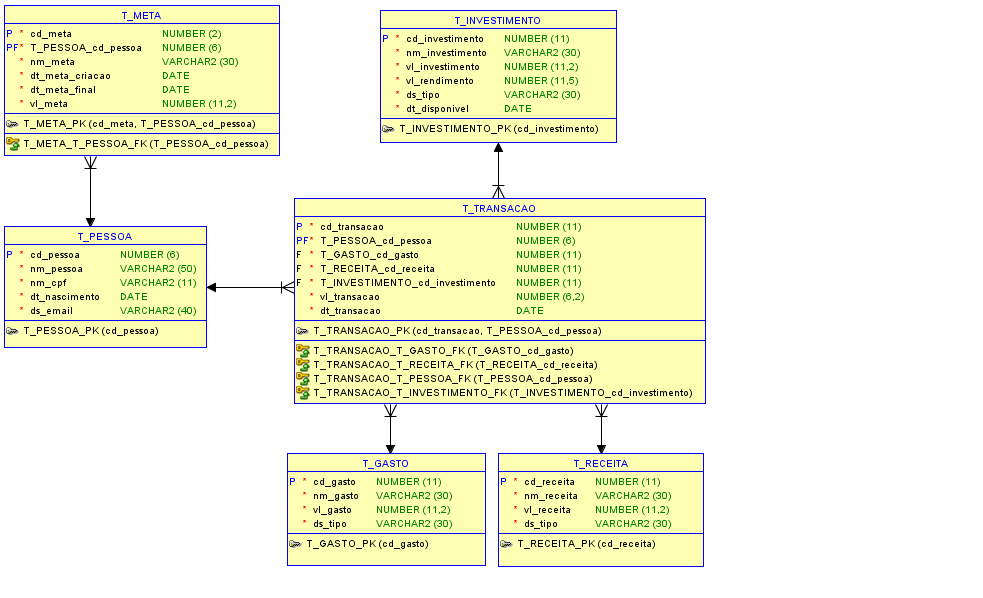 T_META
P * cd_meta NUMBER (2)
PF* T_PESSOA_cd_pessoa NUMBER (6)
* nm_meta VARCHAR2 (30)
* dt_meta_criacao DATE
* dt_meta_final DATE
* vl_meta NUMBER (11,2)
T_META_PK (cd_meta, T_PESSOA_cd_pessoa)
T_META_T_PESSOA_FK (T_PESSOA_cd_pessoa)
T_INVESTIMENTO
P * cd_investimento NUMBER (11)
* nm_investimento VARCHAR2 (30)
* vl_investimento NUMBER (11,2)
* vl_rendimento NUMBER (11,5)
* ds_tipo VARCHAR2 (30)
* dt_disponivel DATE
T_INVESTIMENTO_PK (cd_investimento)
T_PESSOA
P * cd_pessoa NUMBER (6)
* nm_pessoa VARCHAR2 (50)
* nm_cpf VARCHAR2 (11)
* dt_nascimento DATE
* ds_email VARCHAR2 (40)
T_PESSOA_PK (cd_pessoa)
T_TRANSACAO
P * cd_transacao NUMBER (11)
PF* T_PESSOA_cd_pessoa NUMBER (6)
F * T_GASTO_cd_gasto NUMBER (11)
F * T_RECEITA_cd_receita NUMBER (11)
F * T_INVESTIMENTO_cd_investimento NUMBER (11)
* vl_transacao NUMBER (6,2)
* dt_transacao DATE
T_TRANSACAO_PK (cd_transacao, T_PESSOA_cd_pessoa)
T_TRANSACAO_T_GASTO_FK (T_GASTO_cd_gasto)
T_TRANSACAO_T_RECEITA_FK (T_RECEITA_cd_receita)
T_TRANSACAO_T_PESSOA_FK (T_PESSOA_cd_pessoa)
T_TRANSACAO_T_INVESTIMENTO_FK (T_INVESTIMENTO_cd_investimento)
T_GASTO
P * cd_gasto NUMBER (11)
* nm_gasto VARCHAR2 (30)
* vl_gasto NUMBER (11,2)
* ds_tipo VARCHAR2 (30)
T_GASTO_PK (cd_gasto)
T_RECEITA
P * cd_receita NUMBER (11)
* nm_receita VARCHAR2 (30)
* vl_receita NUMBER (11,2)
* ds_tipo VARCHAR2 (30)
T_RECEITA_PK (cd_receita)